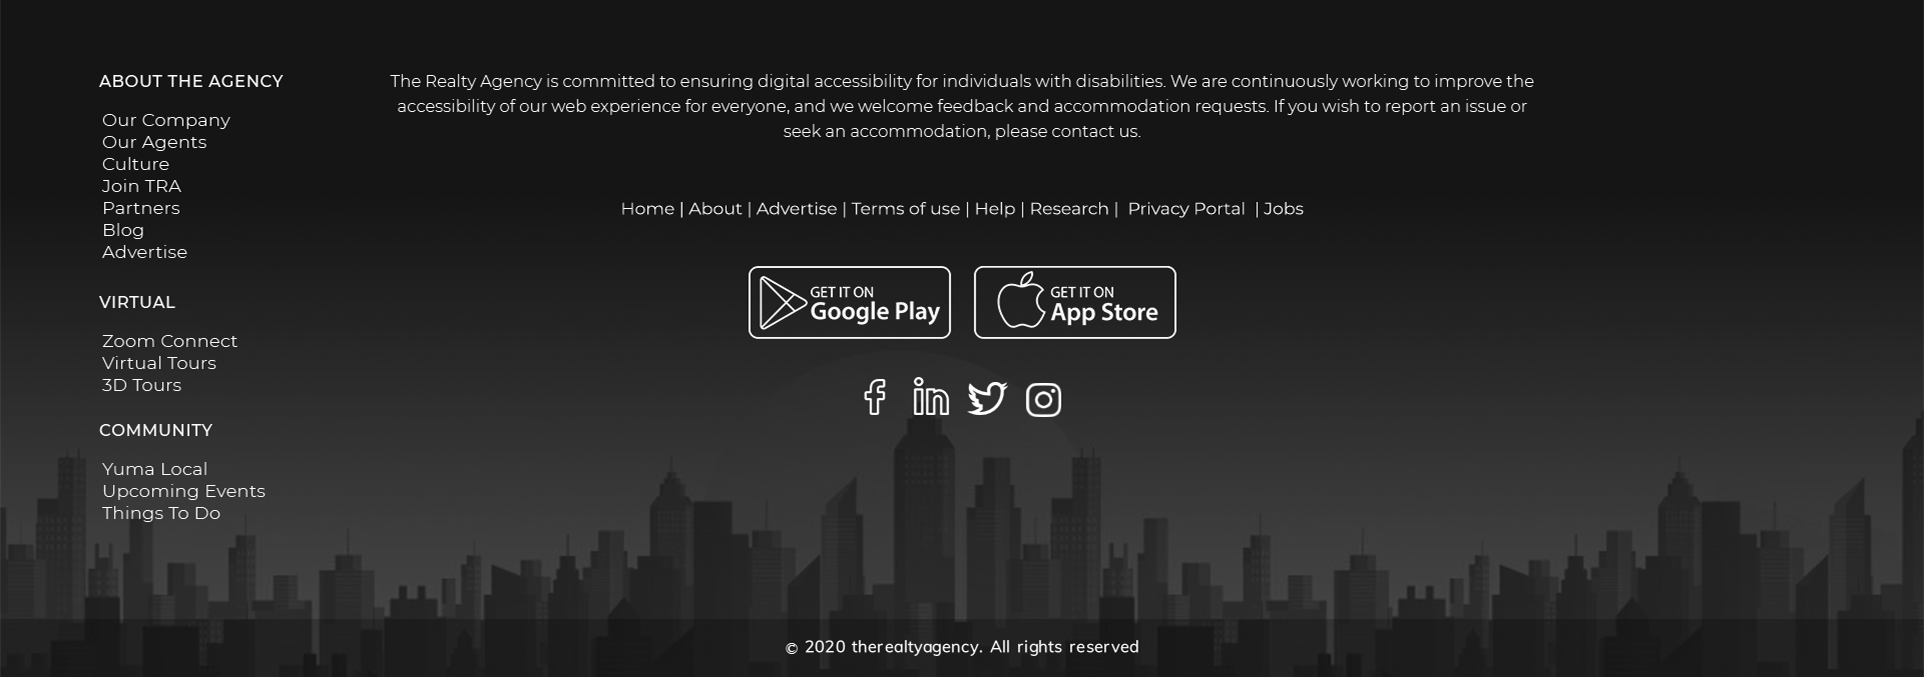 ABOUT THE AGENCY
Our Company
Our Agents
Culture
Join TRA
Partners
Blog
Advertise
VIRTUAL
Zoom Connect
Virtual Tours
3D Tours
COMMUNITY
Yuma Local
Upcoming Events
Things To Do
The Realty Agency is committed to ensuring digital accessibility for individuals with disabilities. We are continuously working to improve the
accessibility of our web experience for everyone, and we welcome feedback and accommodation requests. If you wish to report an issue or
seek an accommodation, please contact us.
Home | About | Advertise | Terms of use | Help | Research | Privacy Portal | Jobs
GET IT ON
Google Play
GET IT ON
App Store
© 2020 therealtyagency. All rights reserved